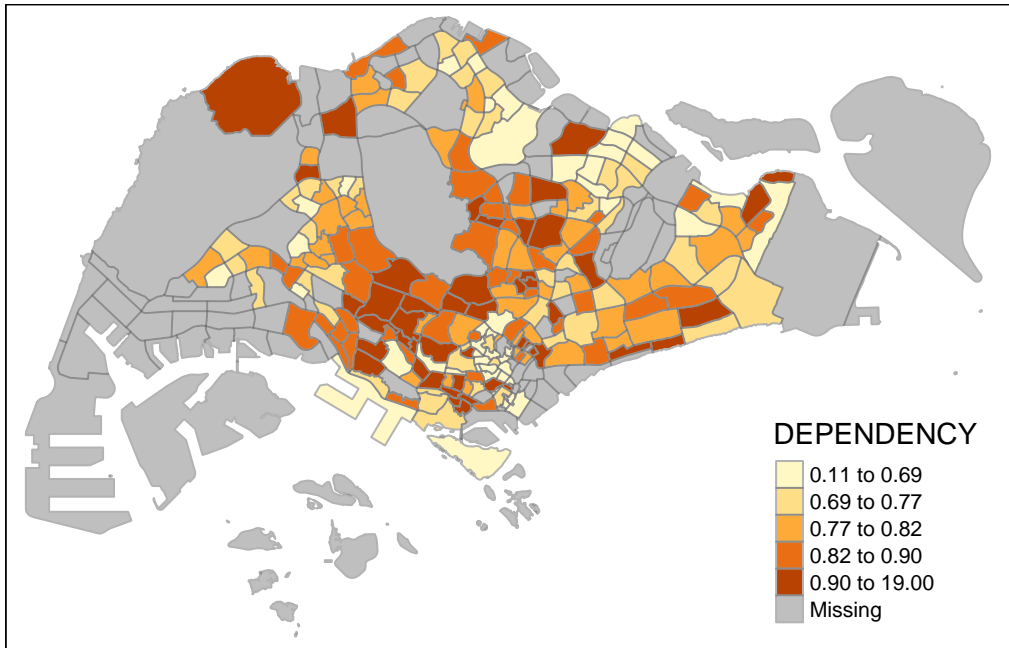 DEPENDENCY
0.11 to 0.69
0.69 to 0.77
0.77 to 0.82
0.82 to 0.90
0.90 to 19.00
Missing